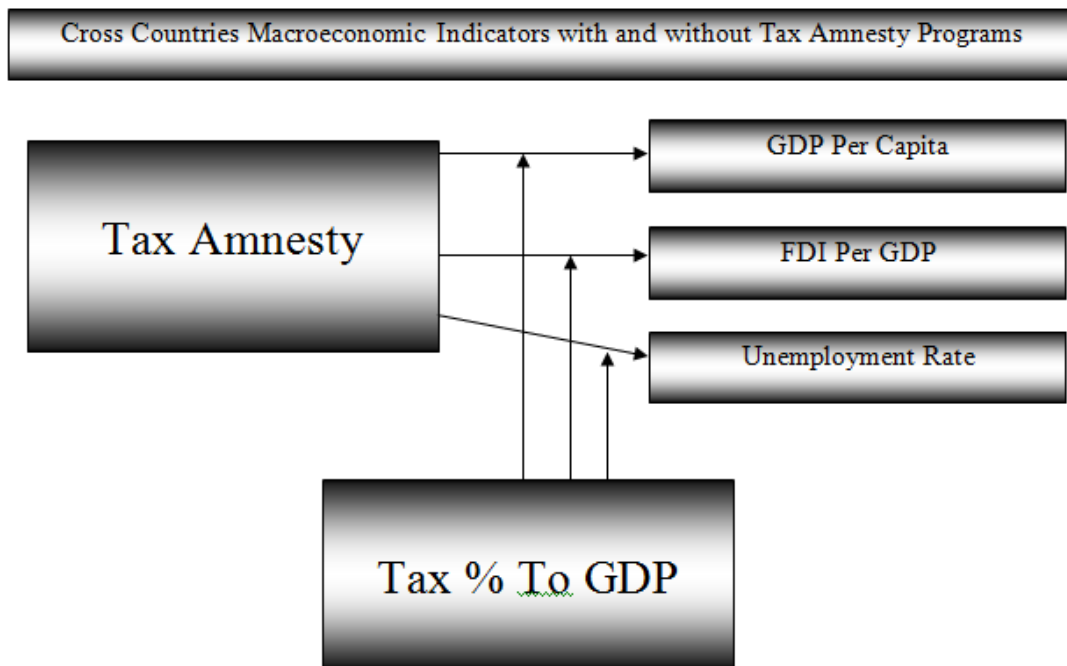 Cross Countries Macroeconomic Indicators with and without Tax Amnesty Programs
GDP Per Capita
Tax Amnesty
FDI Per GDP
Unemployment Rate
Tax % To GDP